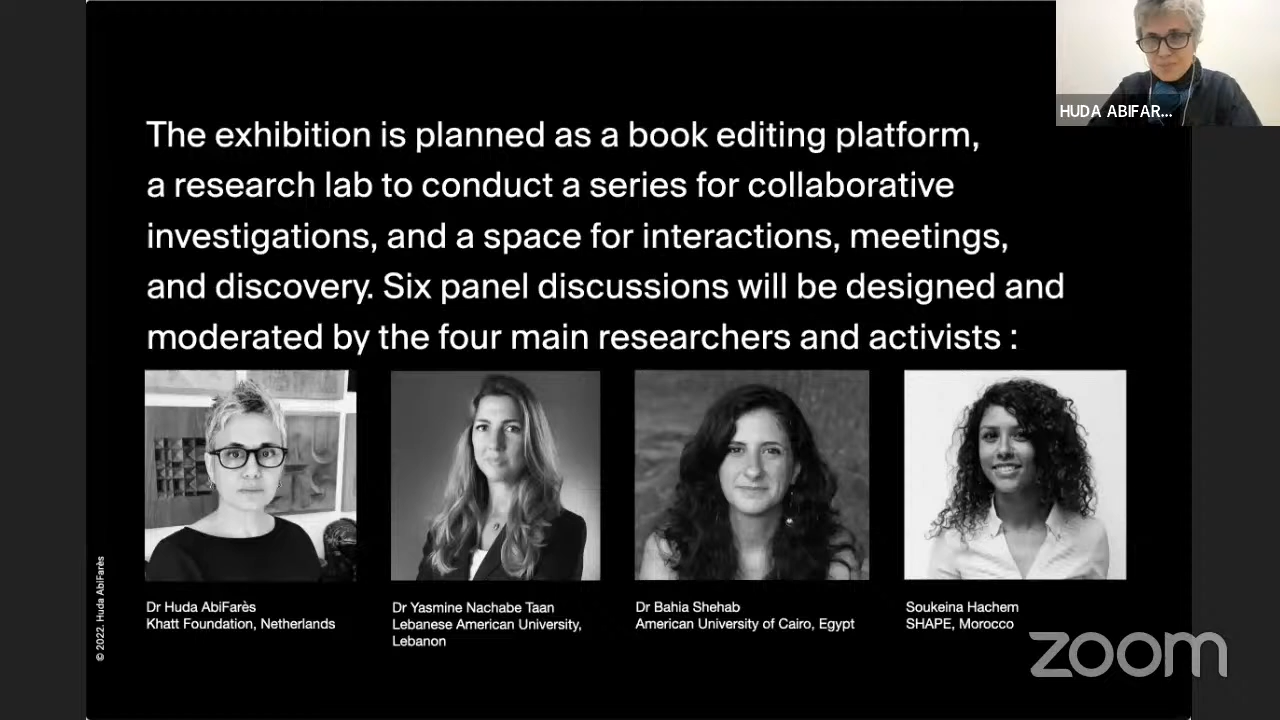 HUDA ABIFAR...
The exhibition is planned as a book editing platform,
a research lab to conduct a series for collaborative
investigations, and a space for interactions, meetings,
and discovery. Six panel discussions will be designed and
moderated by the four main researchers and activists :
Dr Huda AbiFarès
Khatt Foundation, Netherlands
Dr Yasmine Nachabe Taan
Lebanese American University,
Lebanon
Dr Bahia Shehab
American University of Cairo, Egypt
Soukeina Hachem
SHAPE, Morocco
© 2022. Huda AbiFarès
zoom